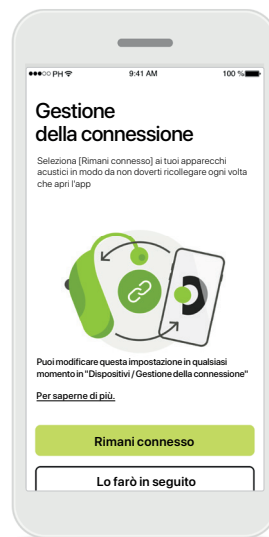 ●●●○○ PH 9:41 AM 100 %
Gestione
della connessione
Seleziona [Rimani connesso] ai tuoi apparecchi
acustici in modo da non doverti ricollegare ogni volta
che apri l'app
Puoi modificare questa impostazione in qualsiasi
momento in "Dispositivi / Gestione della connessione"
Per saperne di più.
Rimani connesso
Lo farò in seguito